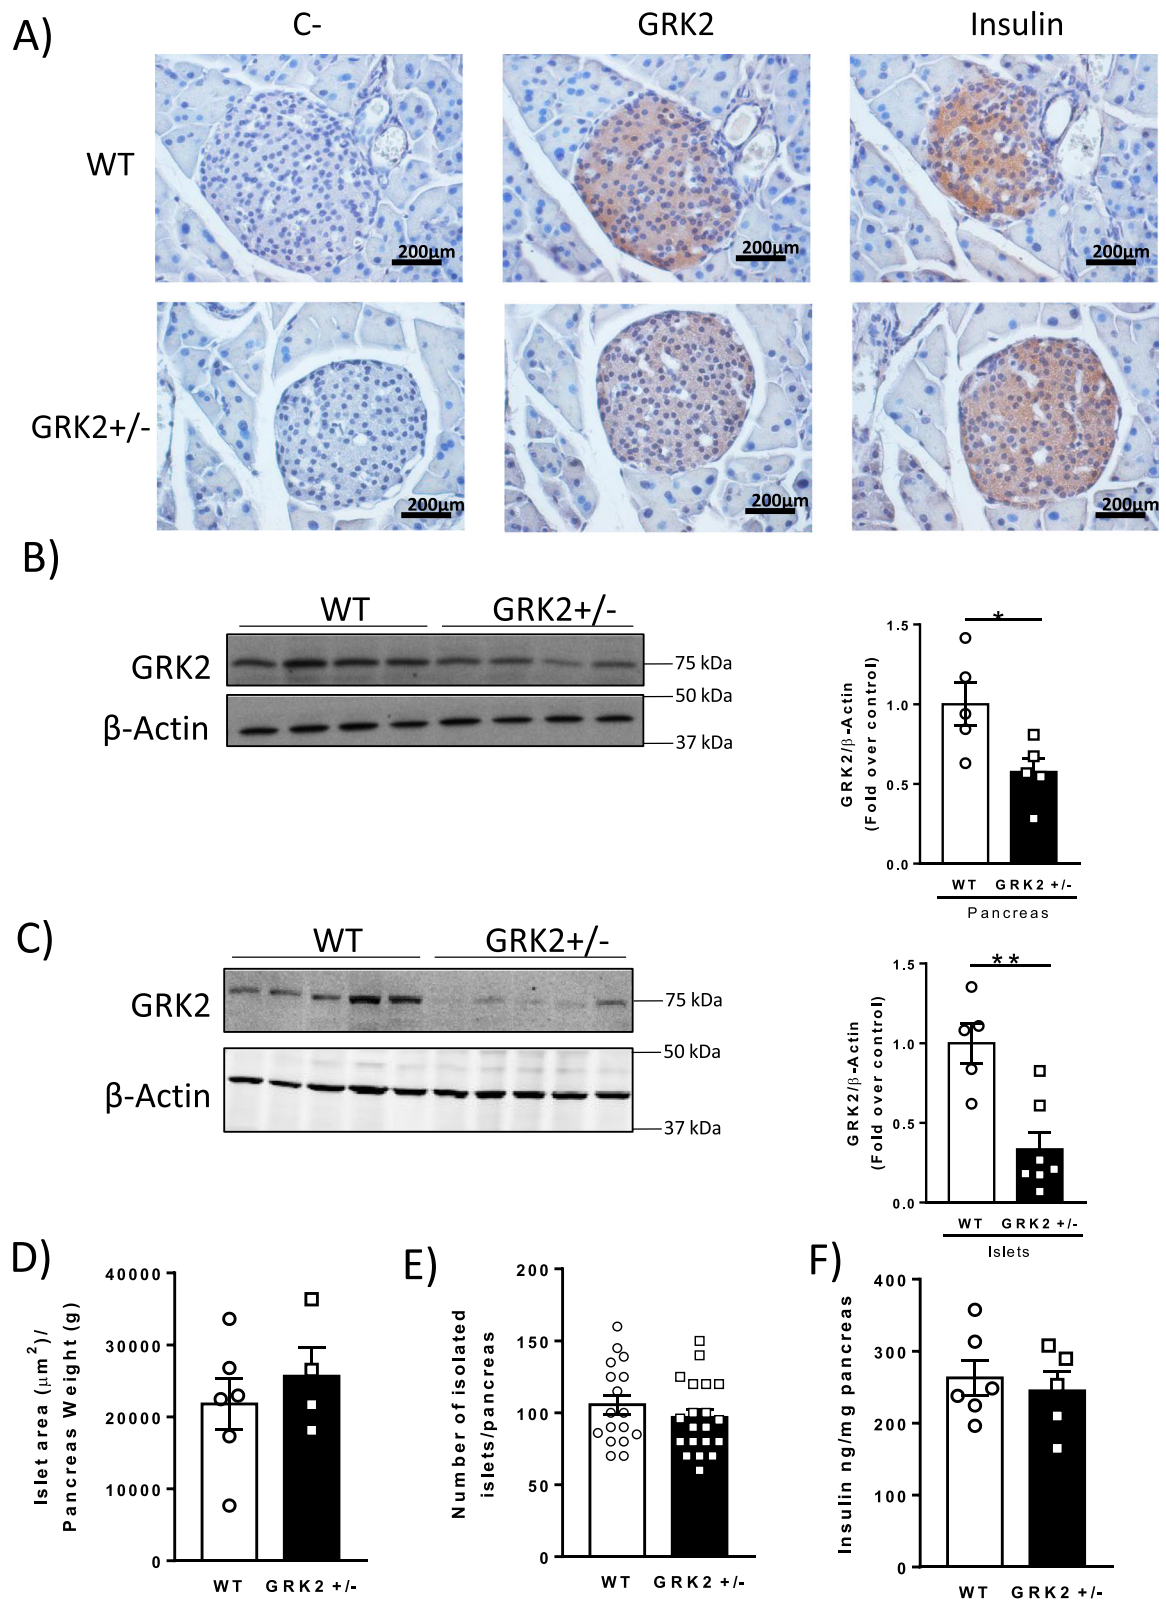 A)
C-
GRK2
Insulin
WT
200µm
200µm
200µm
GRK2+/-
200µm
200µm
200µm
B)
WT
GRK2+/-
GRK2
75 kDa
50 kDa
β-Actin
37 kDa
GRK2/β-Actin
(Fold over control)
1.5
1.0
0.5
0.0
*
WT
GRK2 +/-
Pancreas
C)
WT
GRK2+/-
GRK2
75 kDa
50 kDa
β-Actin
37 kDa
GRK2/β-Actin
(Fold over control)
1.5
1.0
0.5
0.0
**
WT
GRK2 +/-
Islets
D)
Islet area (µm²)/
Pancreas Weight (g)
40000
30000
20000
10000
0
WT
GRK2 +/-
E)
Number of isolated
islets/pancreas
200
150
100
50
0
WT
GRK2 +/-
F)
Insulin ng/mg pancreas
400
300
200
100
0
WT
GRK2 +/-